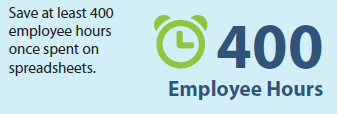 Save at least 400
employee hours
once spent on
spreadsheets.
400
Employee Hours